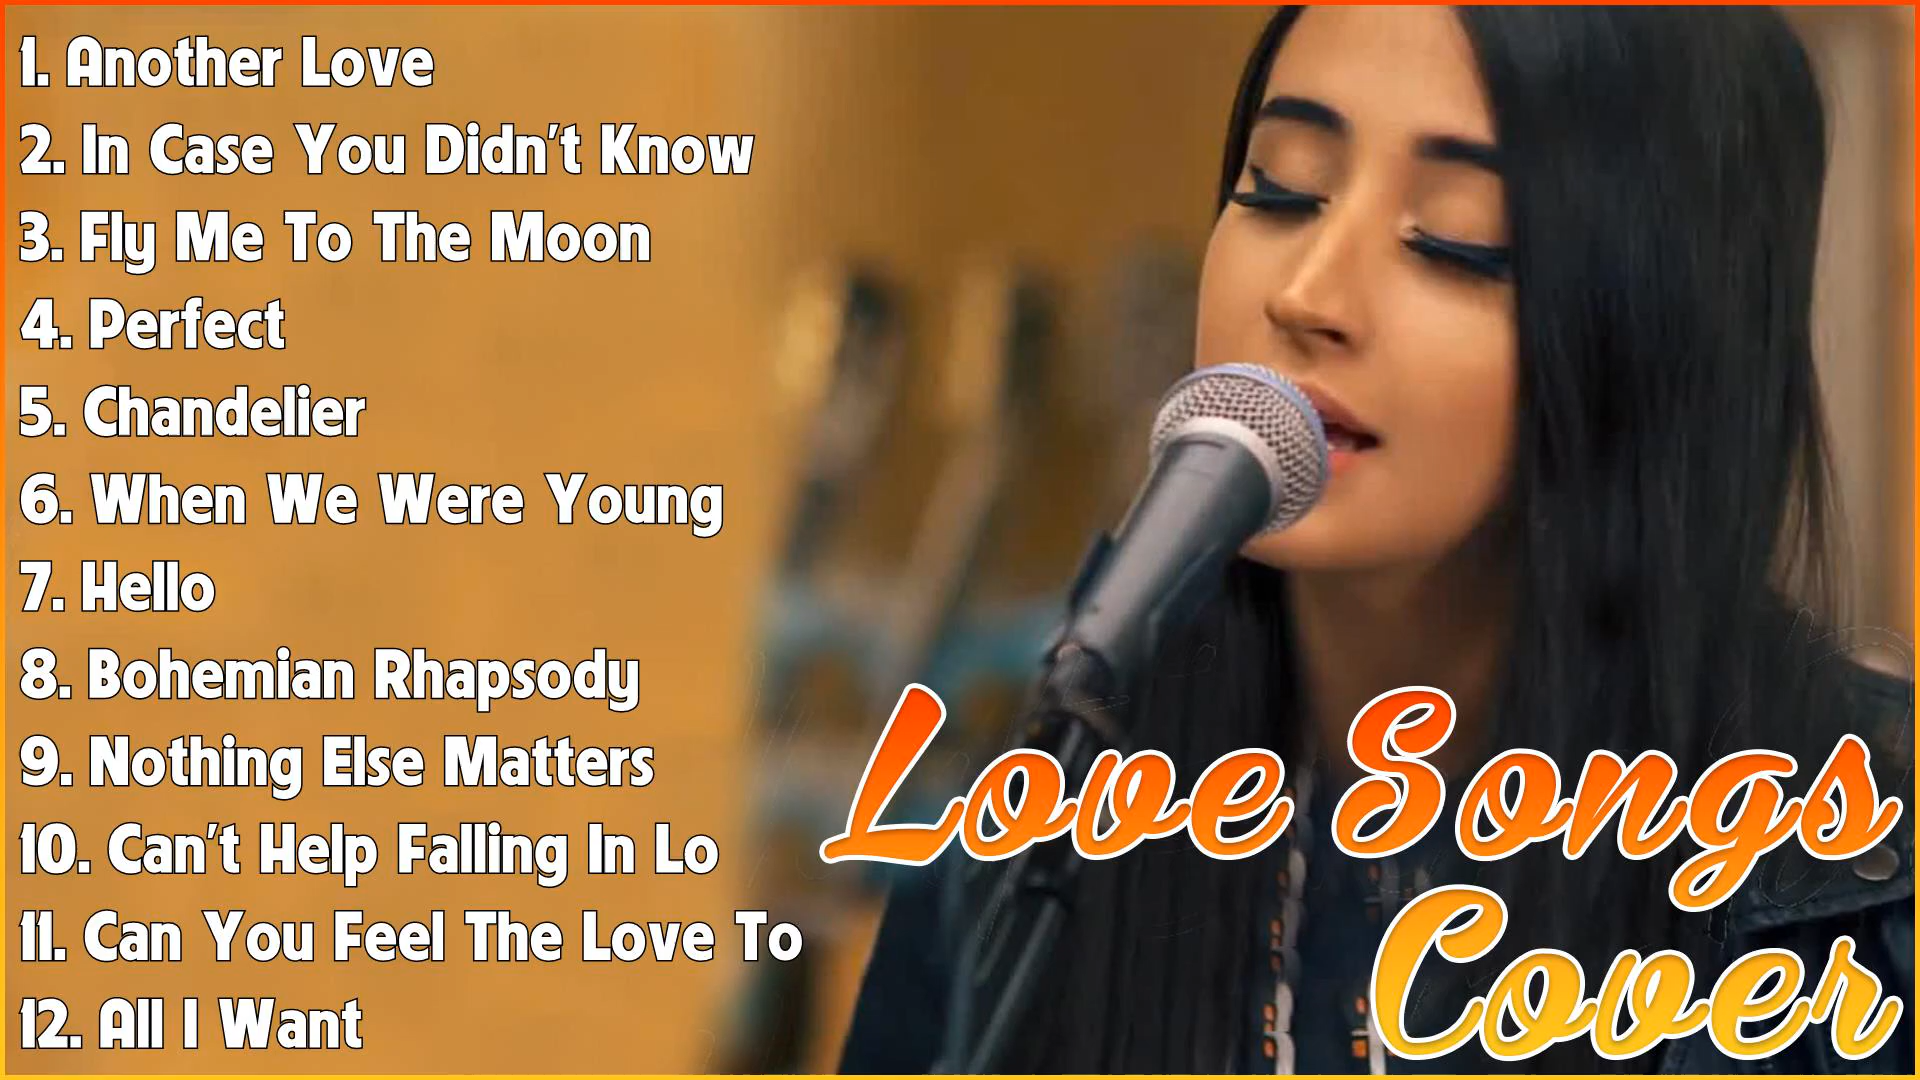 1. Another Love
2. In Case You Didn't Know
3. Fly Me To The Moon
4. Perfect
5. Chandelier
6. When We Were Young
7. Hello
8. Bohemian Rhapsody
9. Nothing Else Matters
10. Can't Help Falling In Lo
11. Can You Feel The Love To
12. All I Want
Love Songs
Cover